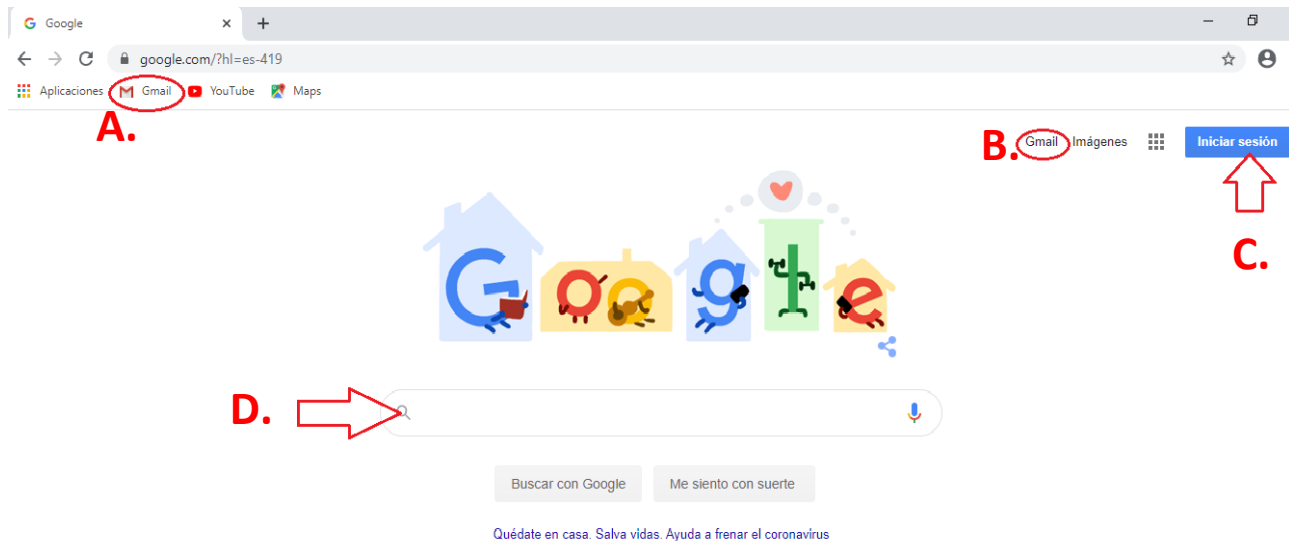 Google
google.com/?hl=es-419
Aplicaciones Gmail YouTube Maps
A.
B. Gmail Imágenes Iniciar sesión
C.
Google
D.
Buscar con Google Me siento con suerte
Quédate en casa. Salva vidas. Ayuda a frenar el coronavirus